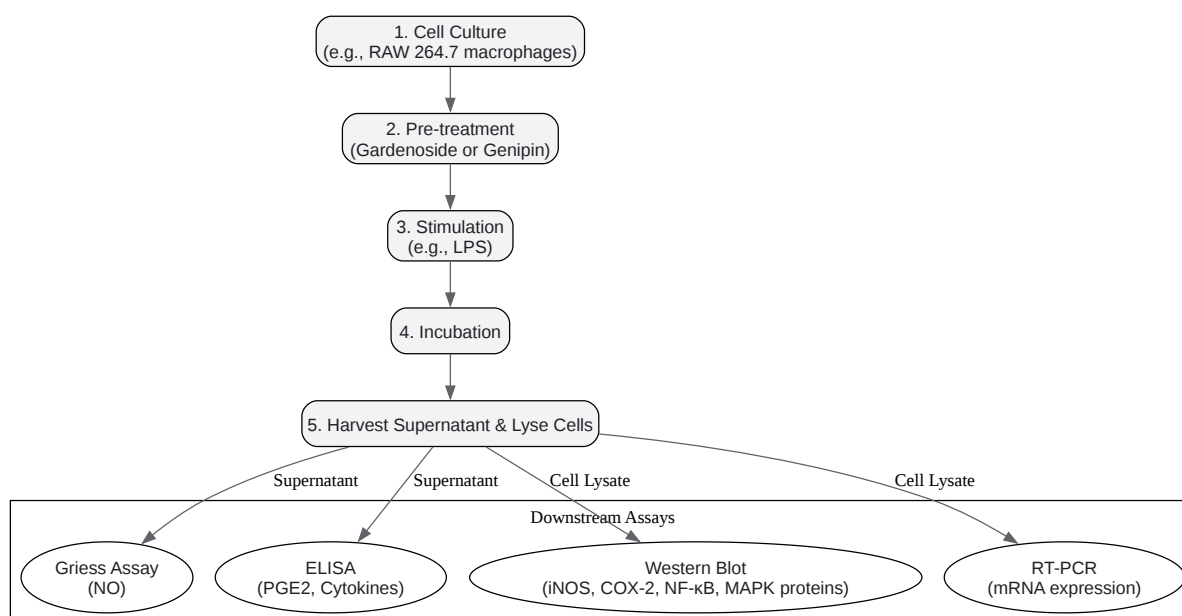 1. Cell Culture
(e.g., RAW 264.7 macrophages)
2. Pre-treatment
(Gardenoside or Genipin)
3. Stimulation
(e.g., LPS)
4. Incubation
5. Harvest Supernatant & Lyse Cells
Supernatant
Supernatant
Cell Lysate
Cell Lysate
Downstream Assays
Griess Assay
(NO)
ELISA
(PGE2, Cytokines)
Western Blot
(iNOS, COX-2, NF-κB, MAPK proteins)
RT-PCR
(mRNA expression)